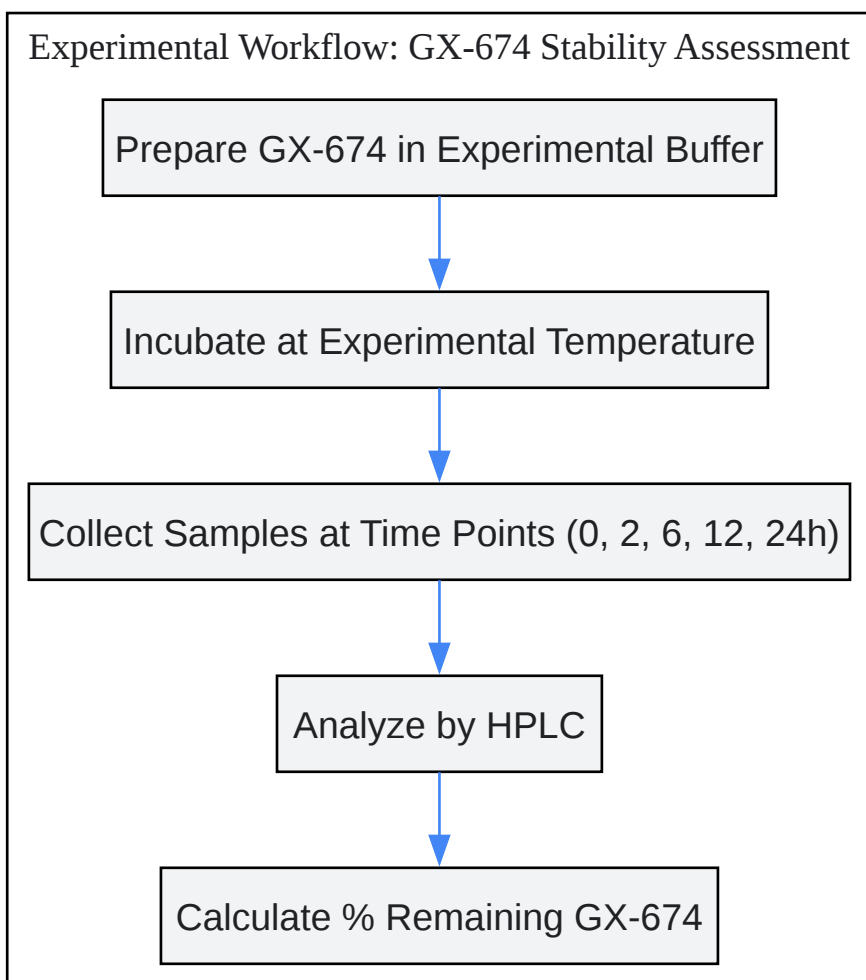 Experimental Workflow: GX-674 Stability Assessment
Prepare GX-674 in Experimental Buffer
Incubate at Experimental Temperature
Collect Samples at Time Points (0, 2, 6, 12, 24h)
Analyze by HPLC
Calculate % Remaining GX-674